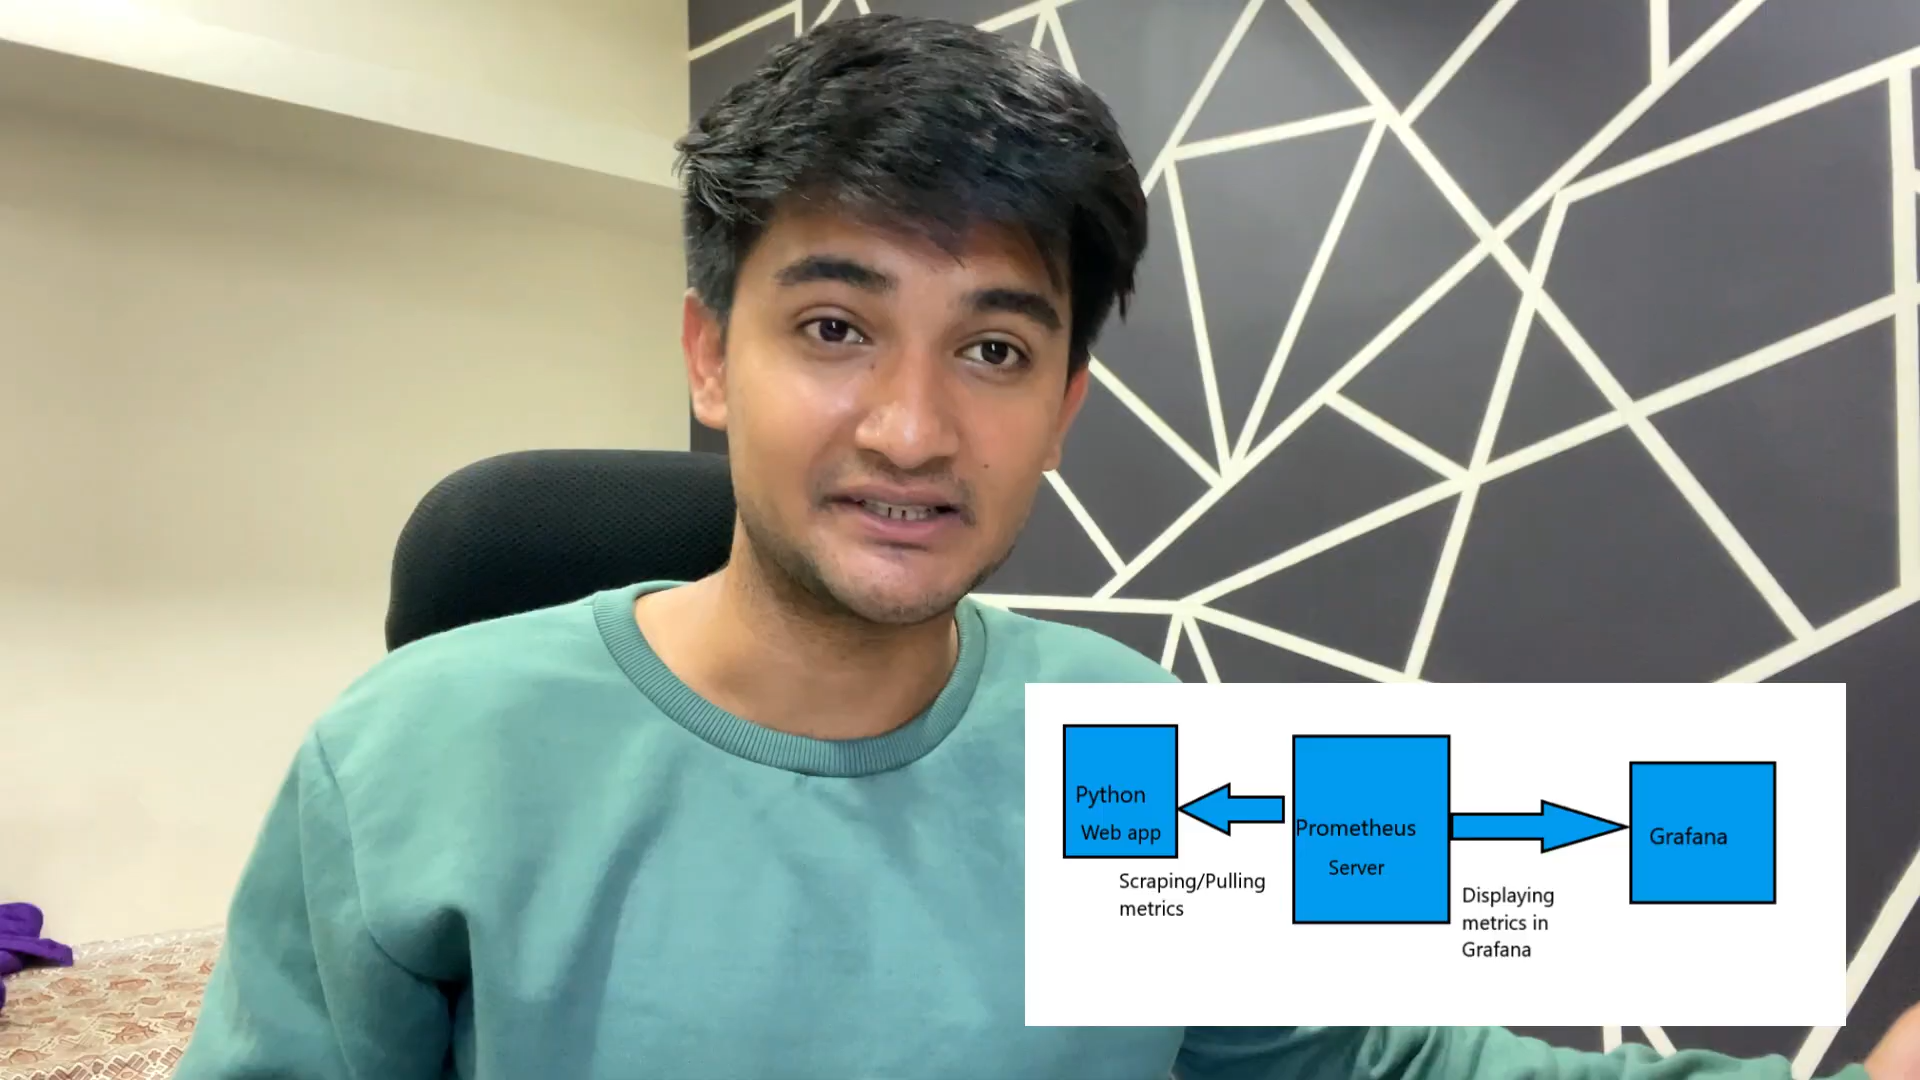 Python
Web app
Scraping/Pulling
metrics
Prometheus
Server
Displaying
metrics in
Grafana
Grafana